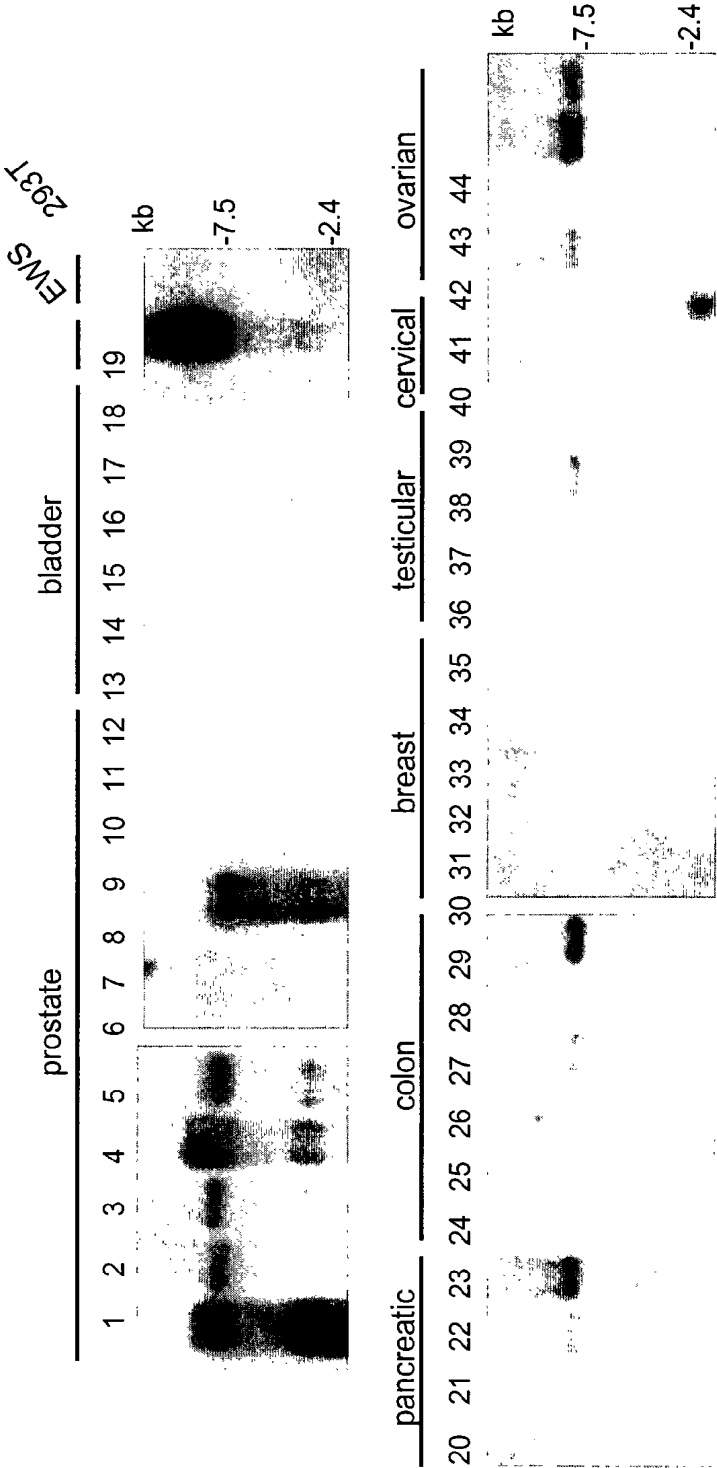 EWS
293T
prostate
bladder
1 2 3 4 5 6 7 8 9 10 11 12 13 14 15 16 17 18 19
kb
-7.5
-2.4
pancreatic
colon
breast
testicular
cervical
ovarian
20 21 22 23 24 25 26 27 28 29 30 31 32 33 34 35 36 37 38 39 40 41 42 43 44
kb
-7.5
-2.4